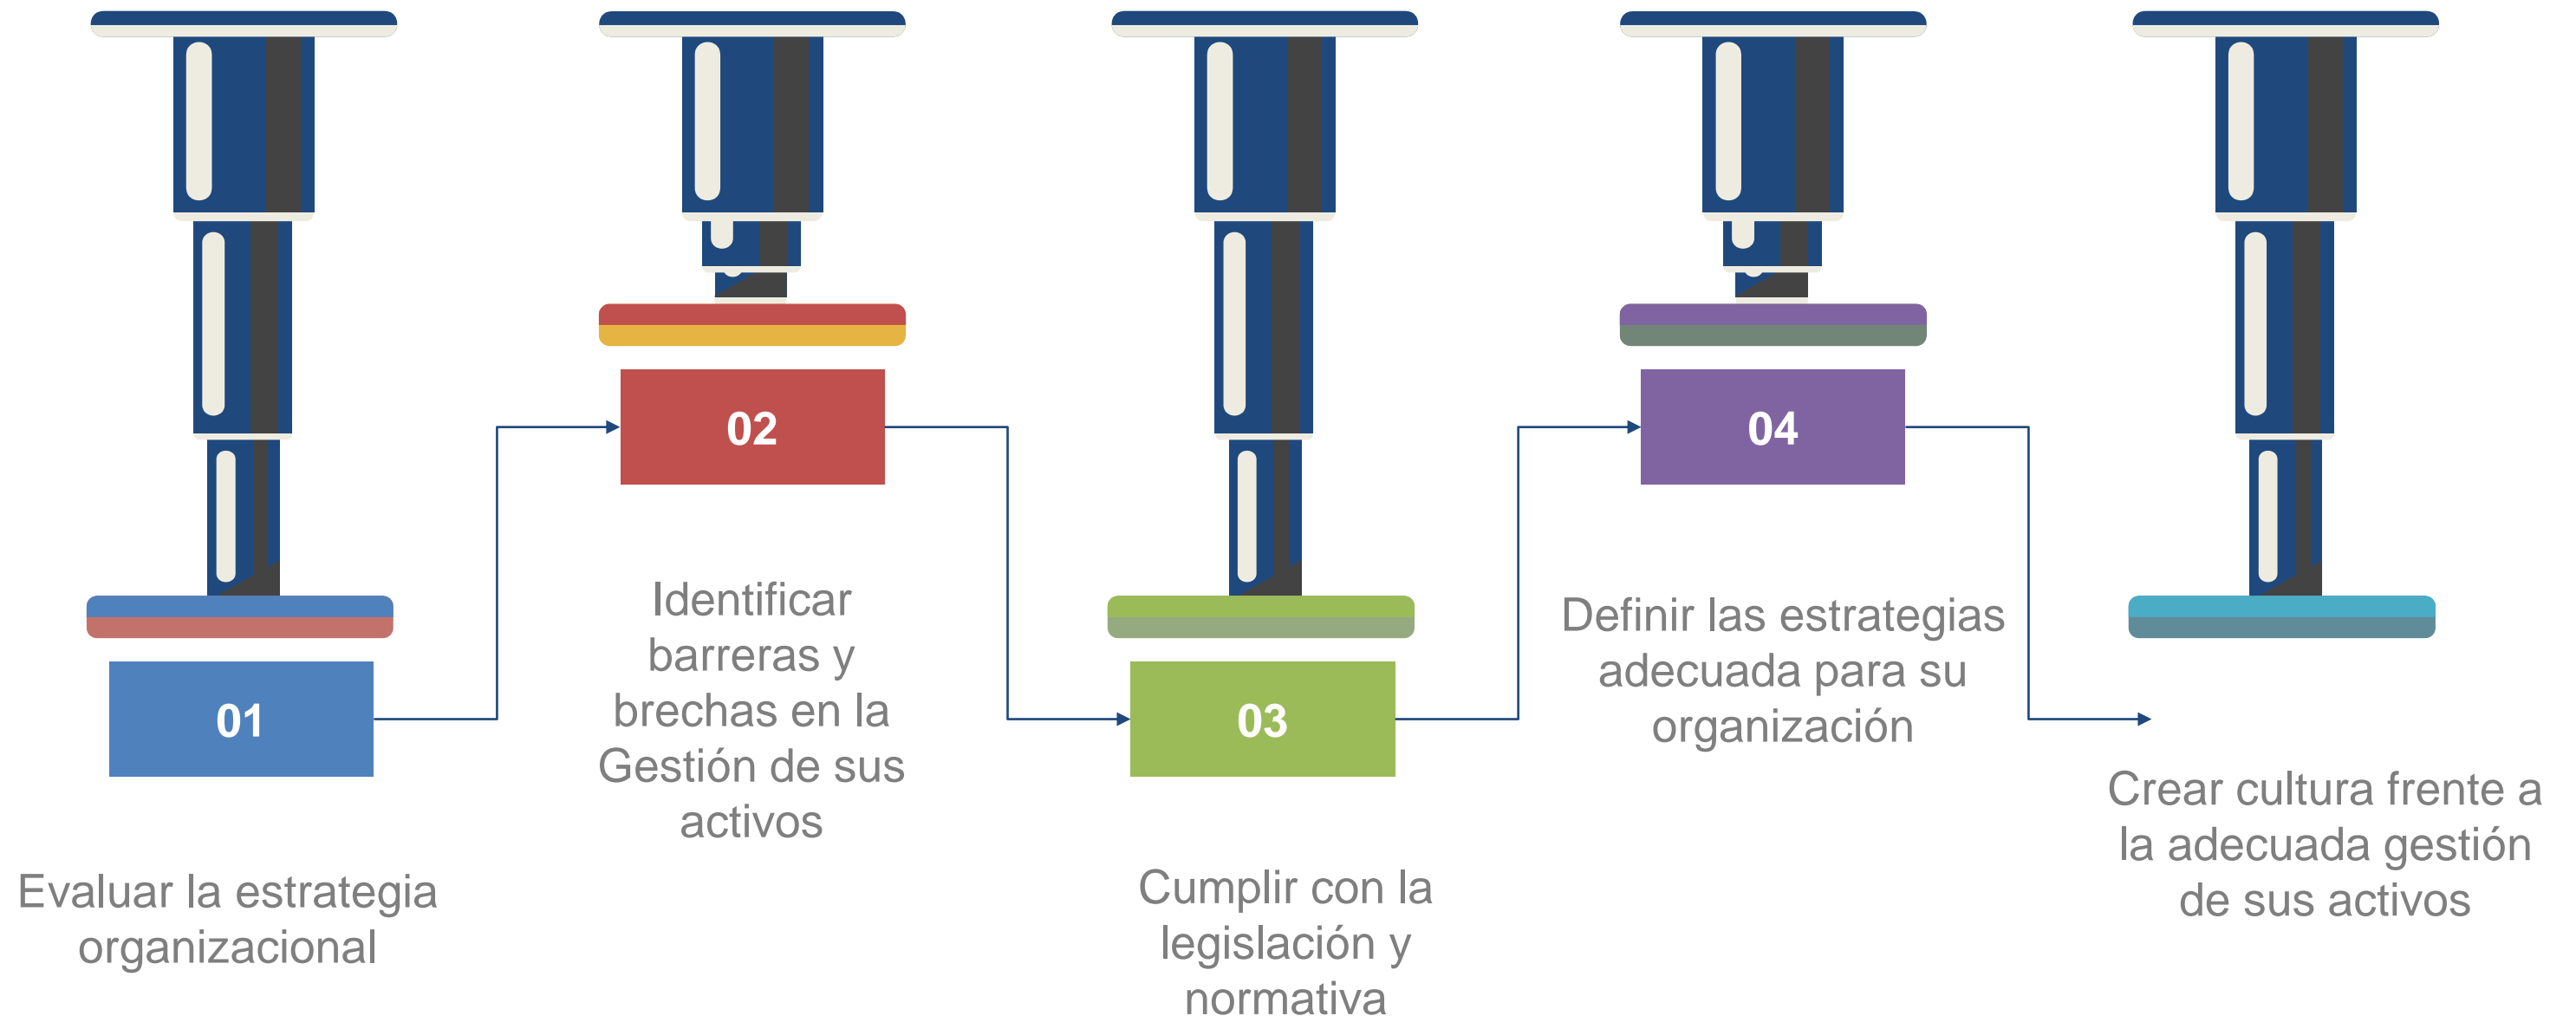 01
Evaluar la estrategia
organizacional
02
Identificar
barreras y
brechas en la
Gestión de sus
activos
03
Cumplir con la
legislación y
normativa
04
Definir las estrategias
adecuada para su
organización
Crear cultura frente a
la adecuada gestión
de sus activos